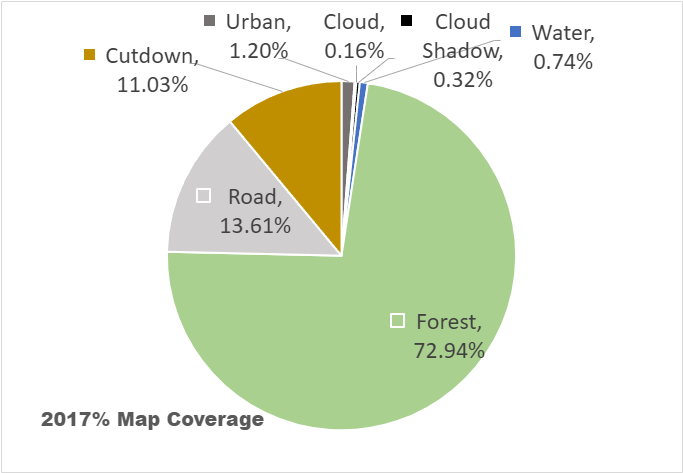 Urban,
1.20%
Cloud,
0.16%
Cloud
Shadow,
0.32%
Water,
0.74%
Cutdown,
11.03%
Road,
13.61%
Forest,
72.94%
2017% Map Coverage